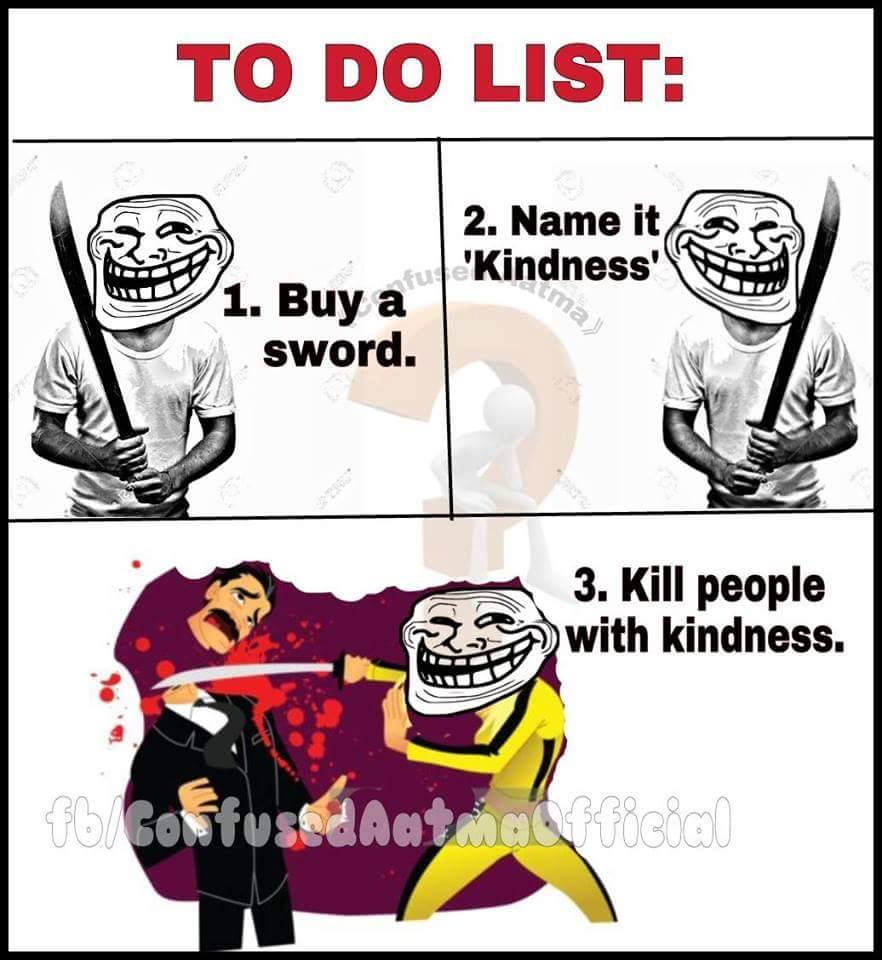 TO DO LIST:
1. Buy a
sword.
2. Name it
'Kindness'
3. Kill people
with kindness.
fb/ConfusedAatmaOfficial